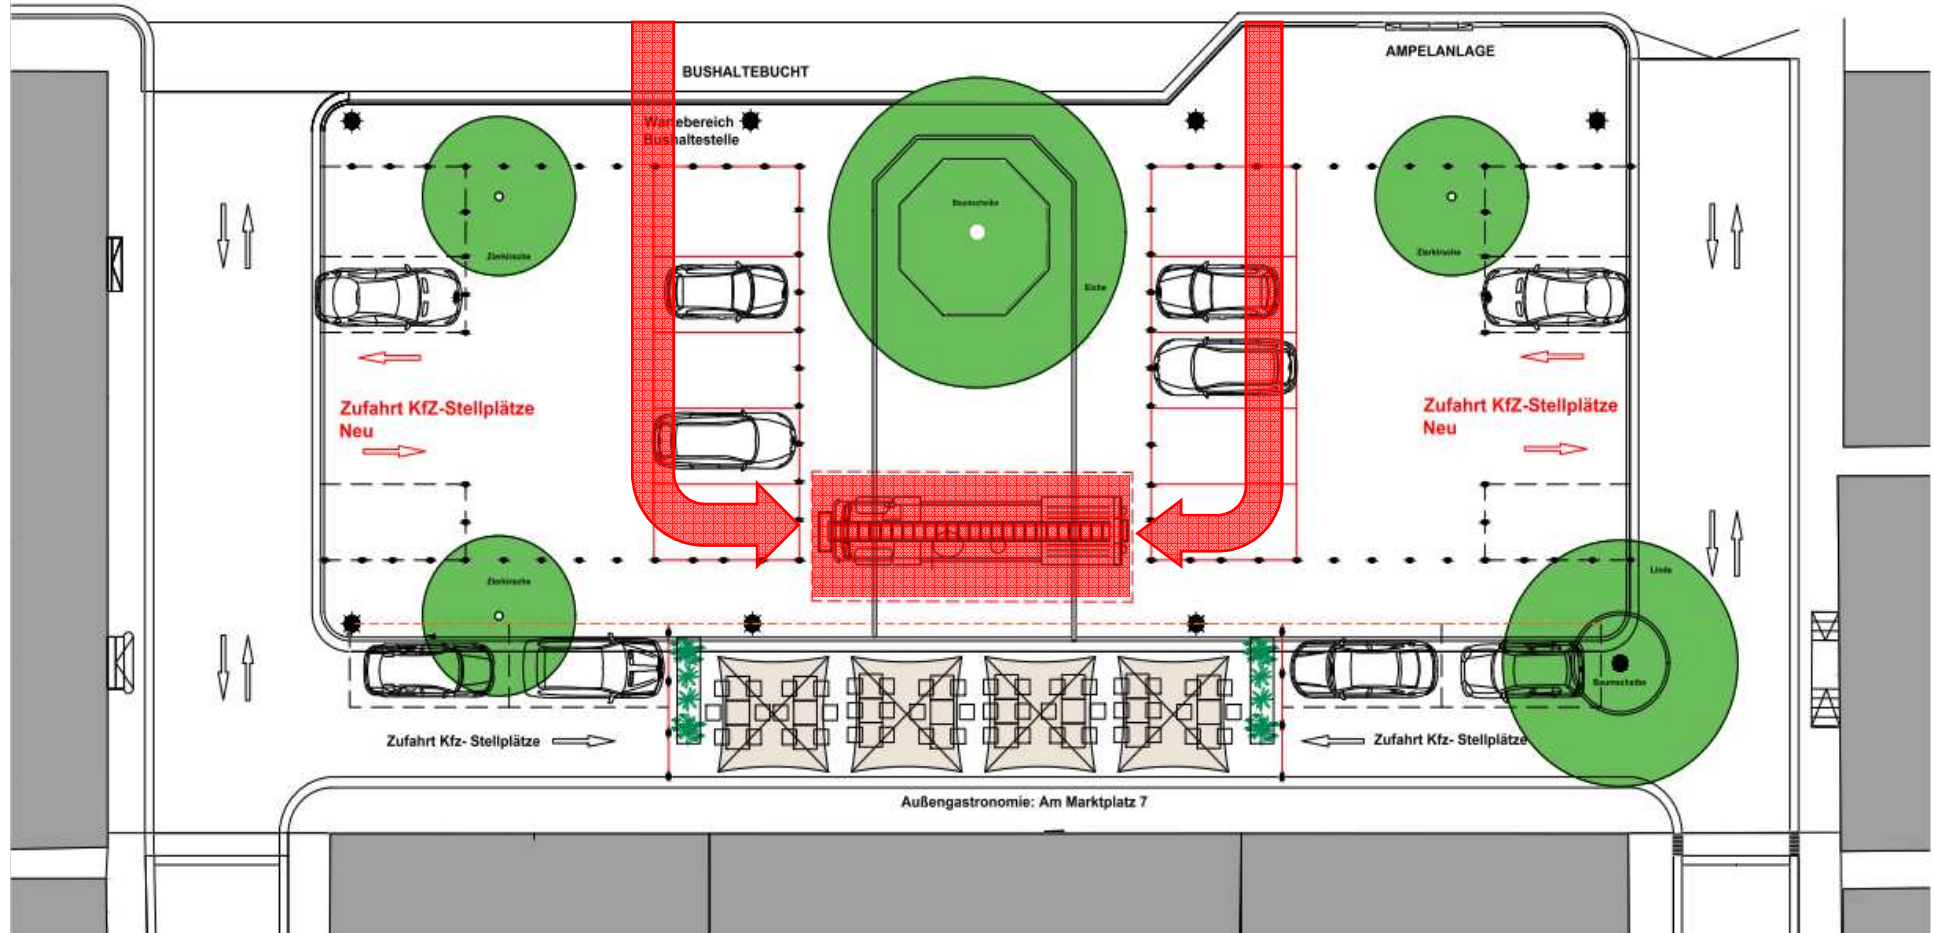 AMPELANLAGE
BUSHALTEBUCHT
Wartebereich
Bushaltestelle
Baumscheibe
Zierkirsche
Zierkirsche
Eiche
Zufahrt KfZ-Stellplätze
Neu
Zufahrt KfZ-Stellplätze
Neu
Zierkirsche
Linde
Baumscheibe
Zufahrt Kfz- Stellplätze
Zufahrt Kfz- Stellplätze
Außengastronomie: Am Marktplatz 7